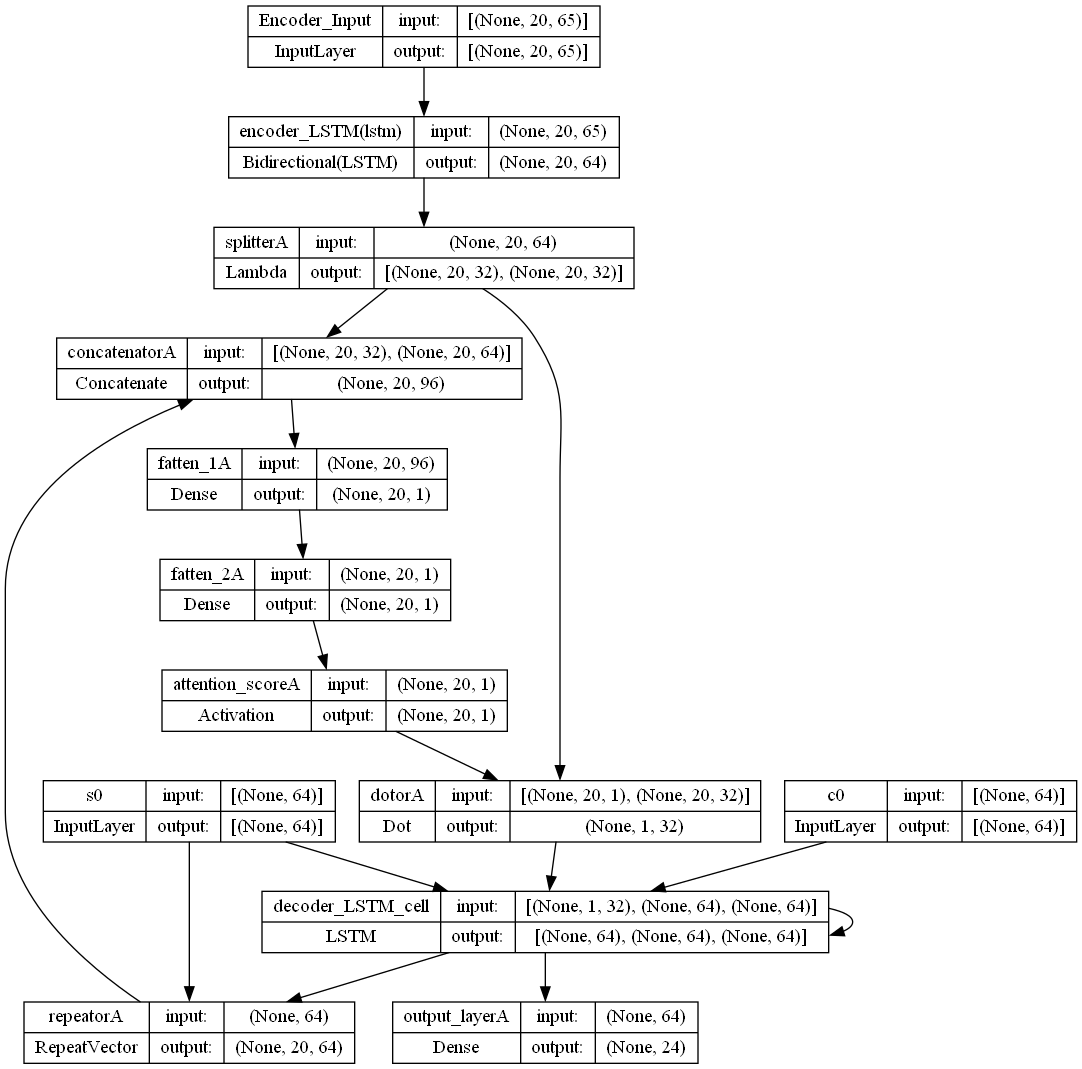 Encoder_Input input: [(None, 20, 65)]
InputLayer output: [(None, 20, 65)]
encoder_LSTM(lstm) input: (None, 20, 65)
Bidirectional(LSTM) output: (None, 20, 64)
splitterA input: (None, 20, 64)
Lambda output: [(None, 20, 32), (None, 20, 32)]
concatenatorA input: [(None, 20, 32), (None, 20, 64)]
Concatenate output: (None, 20, 96)
fatten_1A input: (None, 20, 96)
Dense output: (None, 20, 1)
fatten_2A input: (None, 20, 1)
Dense output: (None, 20, 1)
attention_scoreA input: (None, 20, 1)
Activation output: (None, 20, 1)
s0 input: [(None, 64)]
InputLayer output: [(None, 64)]
dotorA input: [(None, 20, 1), (None, 20, 32)]
Dot output: (None, 1, 32)
c0 input: [(None, 64)]
InputLayer output: [(None, 64)]
decoder_LSTM_cell input: [(None, 1, 32), (None, 64), (None, 64)]
LSTM output: [(None, 64), (None, 64), (None, 64)]
repeatorA input: (None, 64)
RepeatVector output: (None, 20, 64)
output_layerA input: (None, 64)
Dense output: (None, 24)